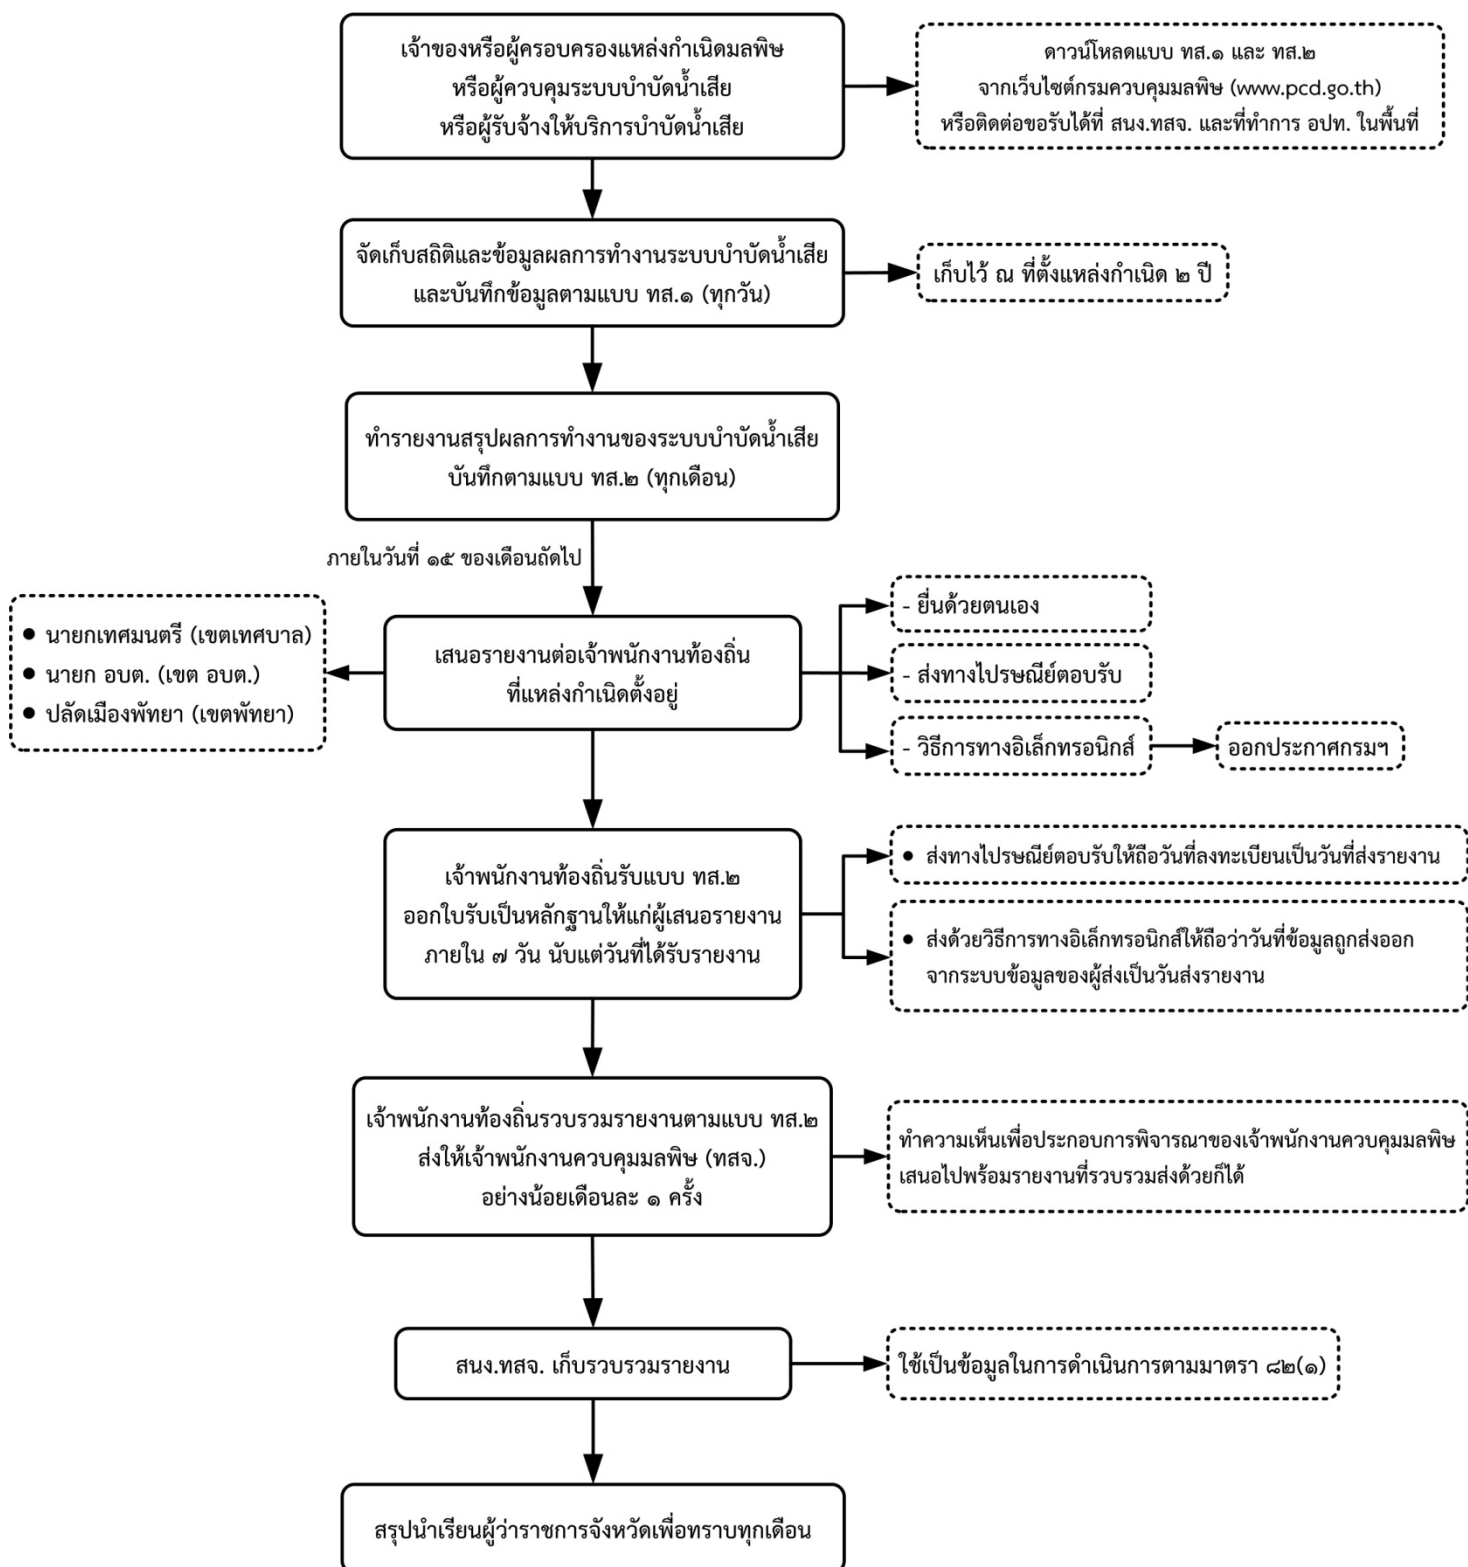 เจ้าของหรือผู้ครอบครองแหล่งกำเนิดมลพิษ
หรือผู้ควบคุมระบบบำบัดน้ำเสีย
หรือผู้รับจ้างให้บริการบำบัดน้ำเสีย
ดาวน์โหลดแบบ ทส.๑ และ ทส.๒
จากเว็บไซต์กรมควบคุมมลพิษ (www.pcd.go.th)
หรือติดต่อขอรับได้ที่ สนง.ทสจ. และที่ทำการ อปท. ในพื้นที่
จัดเก็บสถิติและข้อมูลผลการทำงานระบบบำบัดน้ำเสีย
และบันทึกข้อมูลตามแบบ ทส.๑ (ทุกวัน)
เก็บไว้ ณ ที่ตั้งแหล่งกำเนิด ๒ ปี
ทำรายงานสรุปผลการทำงานของระบบบำบัดน้ำเสีย
บันทึกตามแบบ ทส.๒ (ทุกเดือน)
ภายในวันที่ ๑๕ ของเดือนถัดไป
● นายกเทศมนตรี (เขตเทศบาล)
● นายก อบต. (เขต อบต.)
● ปลัดเมืองพัทยา (เขตพัทยา)
เสนอรายงานต่อเจ้าพนักงานท้องถิ่น
ที่แหล่งกำเนิดตั้งอยู่
- ยื่นด้วยตนเอง
- ส่งทางไปรษณีย์ตอบรับ
- วิธีการทางอิเล็กทรอนิกส์
ออกประกาศกรมฯ
เจ้าพนักงานท้องถิ่นรับแบบ ทส.๒
ออกใบรับเป็นหลักฐานให้แก่ผู้เสนอรายงาน
ภายใน ๗ วัน นับแต่วันที่ได้รับรายงาน
● ส่งทางไปรษณีย์ตอบรับให้ถือวันที่ลงทะเบียนเป็นวันที่ส่งรายงาน
● ส่งด้วยวิธีการทางอิเล็กทรอนิกส์ให้ถือว่าวันที่ข้อมูลถูกส่งออก
จากระบบข้อมูลของผู้ส่งเป็นวันส่งรายงาน
เจ้าพนักงานท้องถิ่นรวบรวมรายงานตามแบบ ทส.๒
ส่งให้เจ้าพนักงานควบคุมมลพิษ (ทสจ.)
อย่างน้อยเดือนละ ๑ ครั้ง
ทำความเห็นเพื่อประกอบการพิจารณาของเจ้าพนักงานควบคุมมลพิษ
เสนอไปพร้อมรายงานที่รวบรวมส่งด้วยก็ได้
สนง.ทสจ. เก็บรวบรวมรายงาน
ใช้เป็นข้อมูลในการดำเนินการตามมาตรา ๘๒(๑)
สรุปนำเรียนผู้ว่าราชการจังหวัดเพื่อทราบทุกเดือน